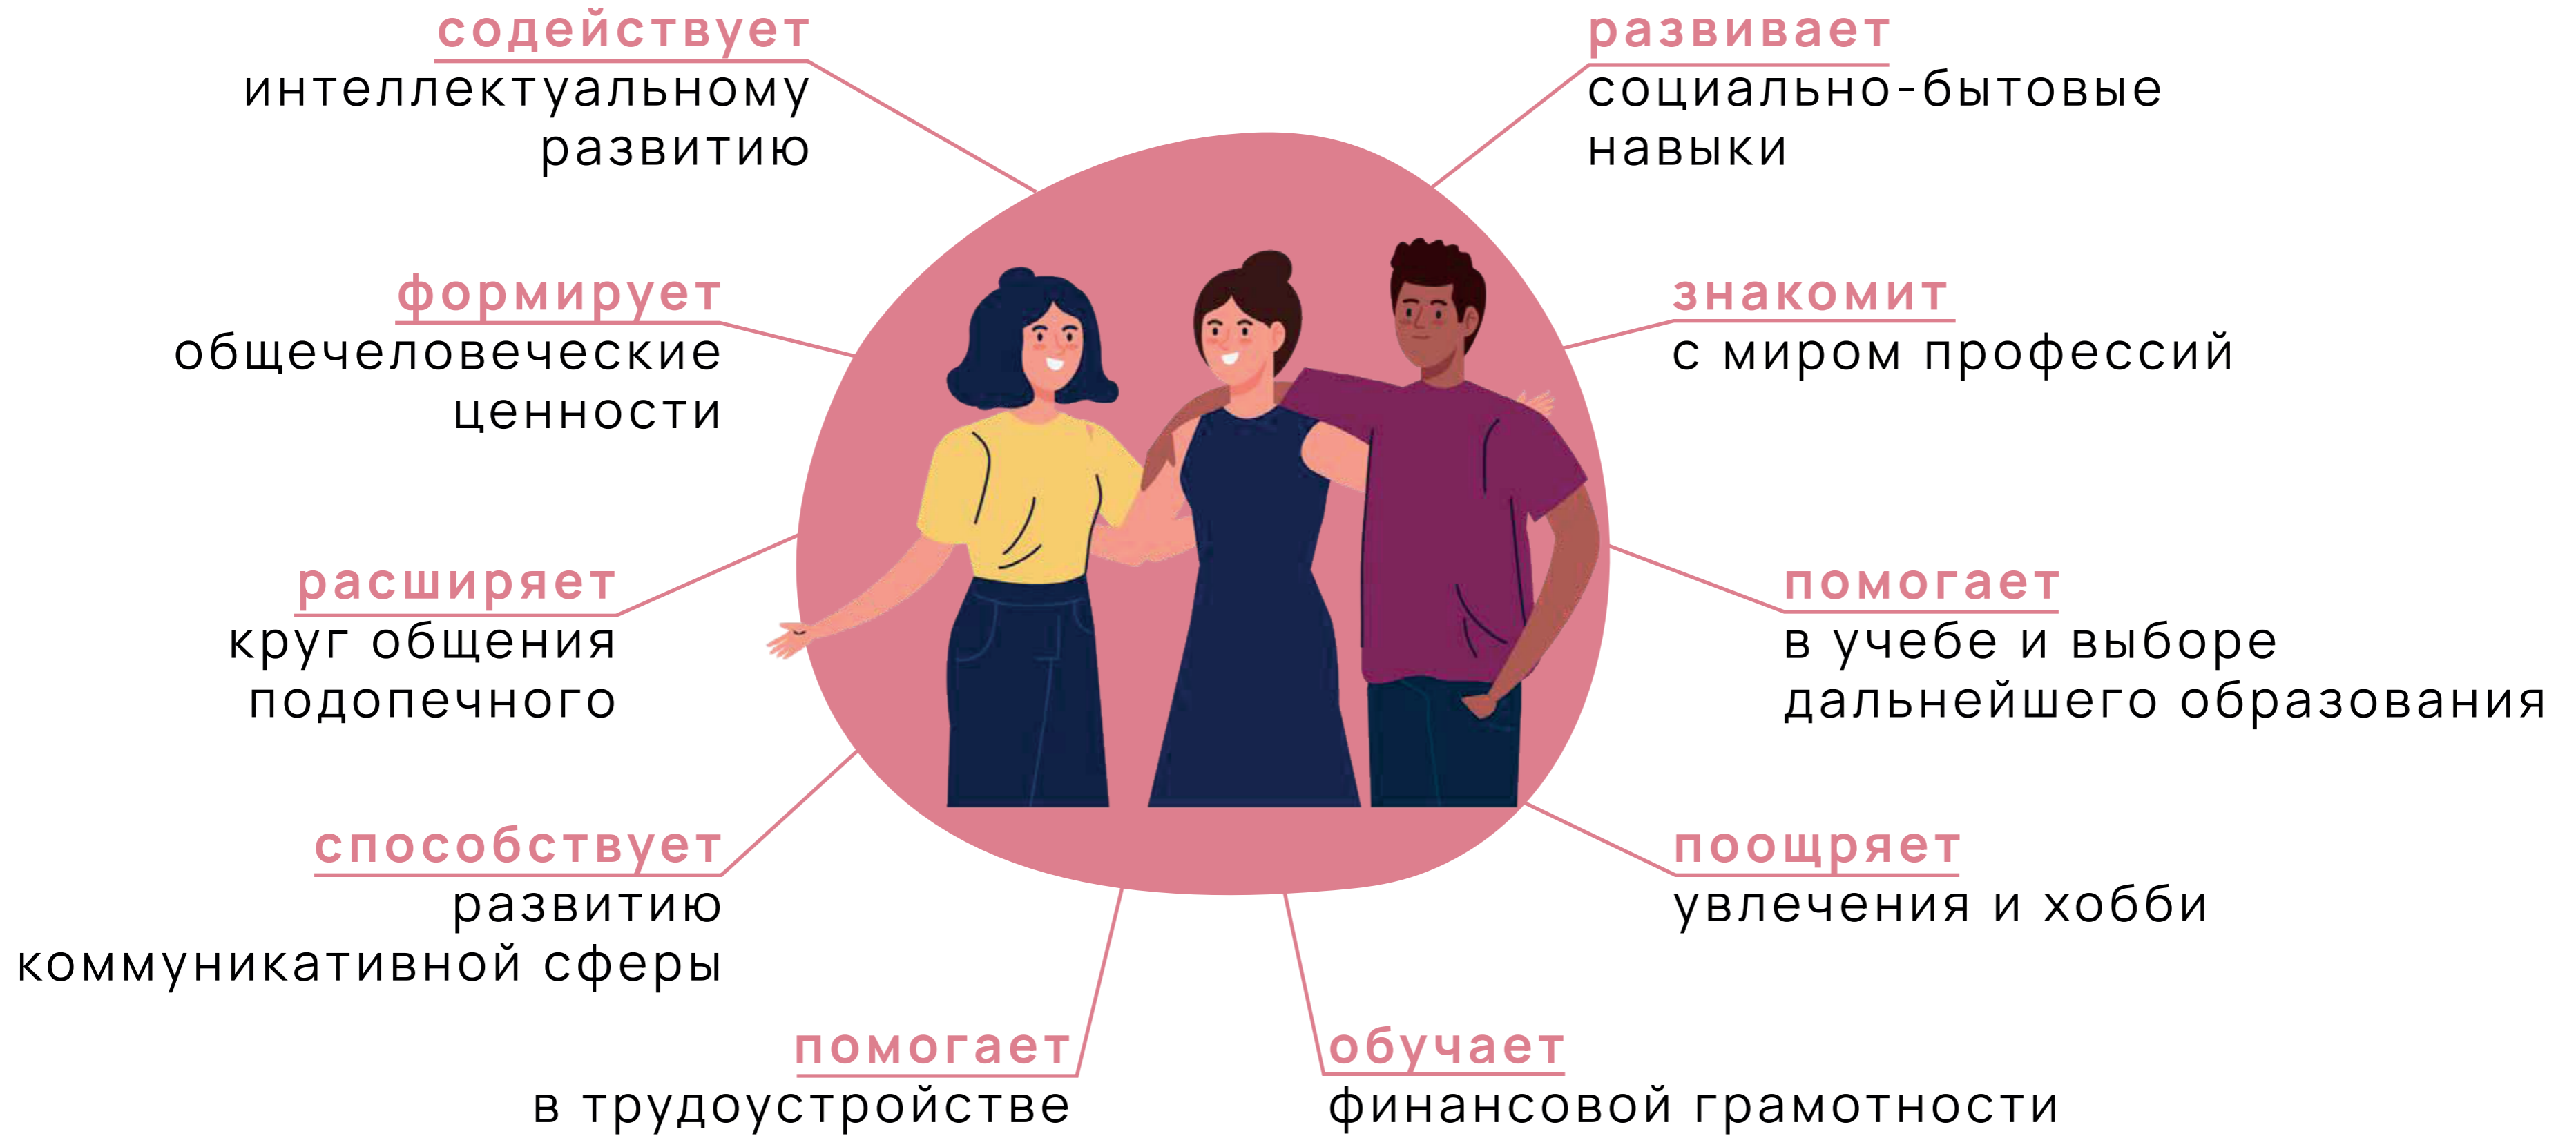 содействует
интеллектуальному
развитию
формирует
общечеловеческие
ценности
расширяет
круг общения
подопечного
способствует
развитию
коммуникативной сферы
помогает
в трудоустройстве
развивает
социально-бытовые
навыки
знакомит
с миром профессий
помогает
в учебе и выборе
дальнейшего образования
поощряет
увлечения и хобби
обучает
финансовой грамотности